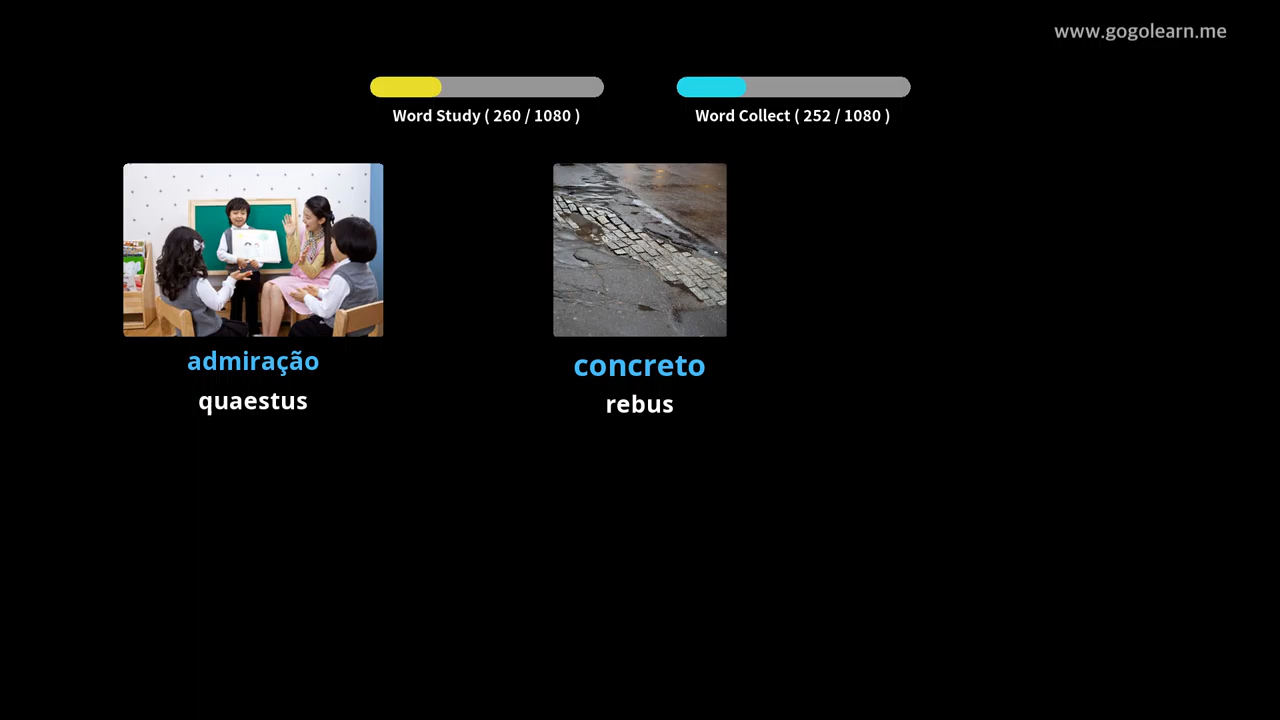 www.gogolearn.me
Word Study ( 260 / 1080 )
Word Collect ( 252 / 1080 )
admiração
quaestus
concreto
rebus